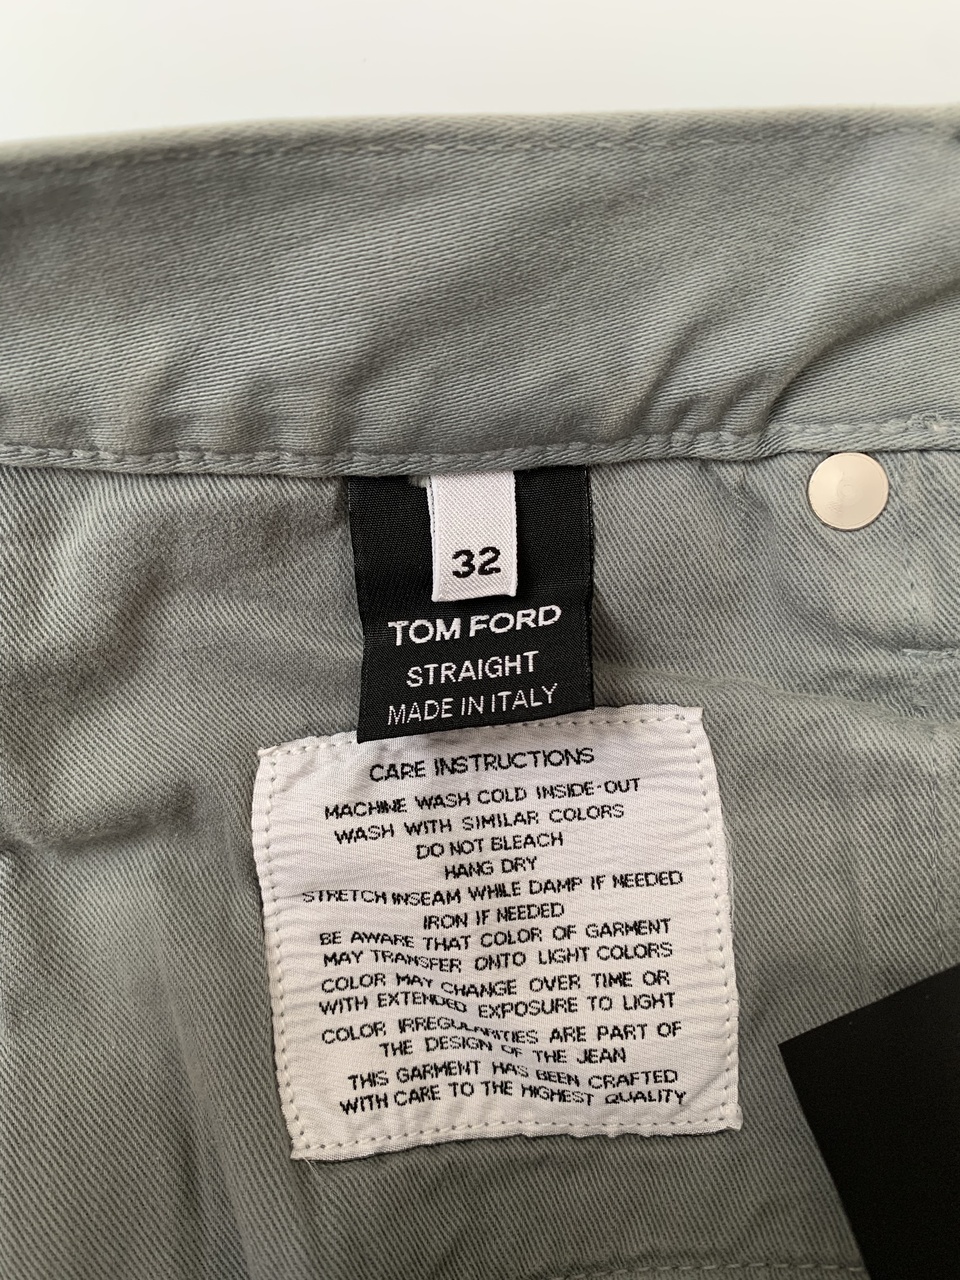 32
TOM FORD
STRAIGHT
MADE IN ITALY
CARE INSTRUCTIONS
MACHINE WASH COLD INSIDE-OUT
WASH WITH SIMILAR COLORS
DO NOT BLEACH
HANG DRY
STRETCH INSEAM WHILE DAMP IF NEEDED
IRON IF NEEDED
BE AWARE THAT COLOR OF GARMENT
MAY TRANSFER ONTO LIGHT COLORS
COLOR MAY CHANGE OVER TIME OR
WITH EXTENDED EXPOSURE TO LIGHT
COLOR IRREGULARITIES ARE PART OF
THE DESIGN OF THE JEAN
THIS GARMENT HAS BEEN CRAFTED
WITH CARE TO THE HIGHEST QUALITY